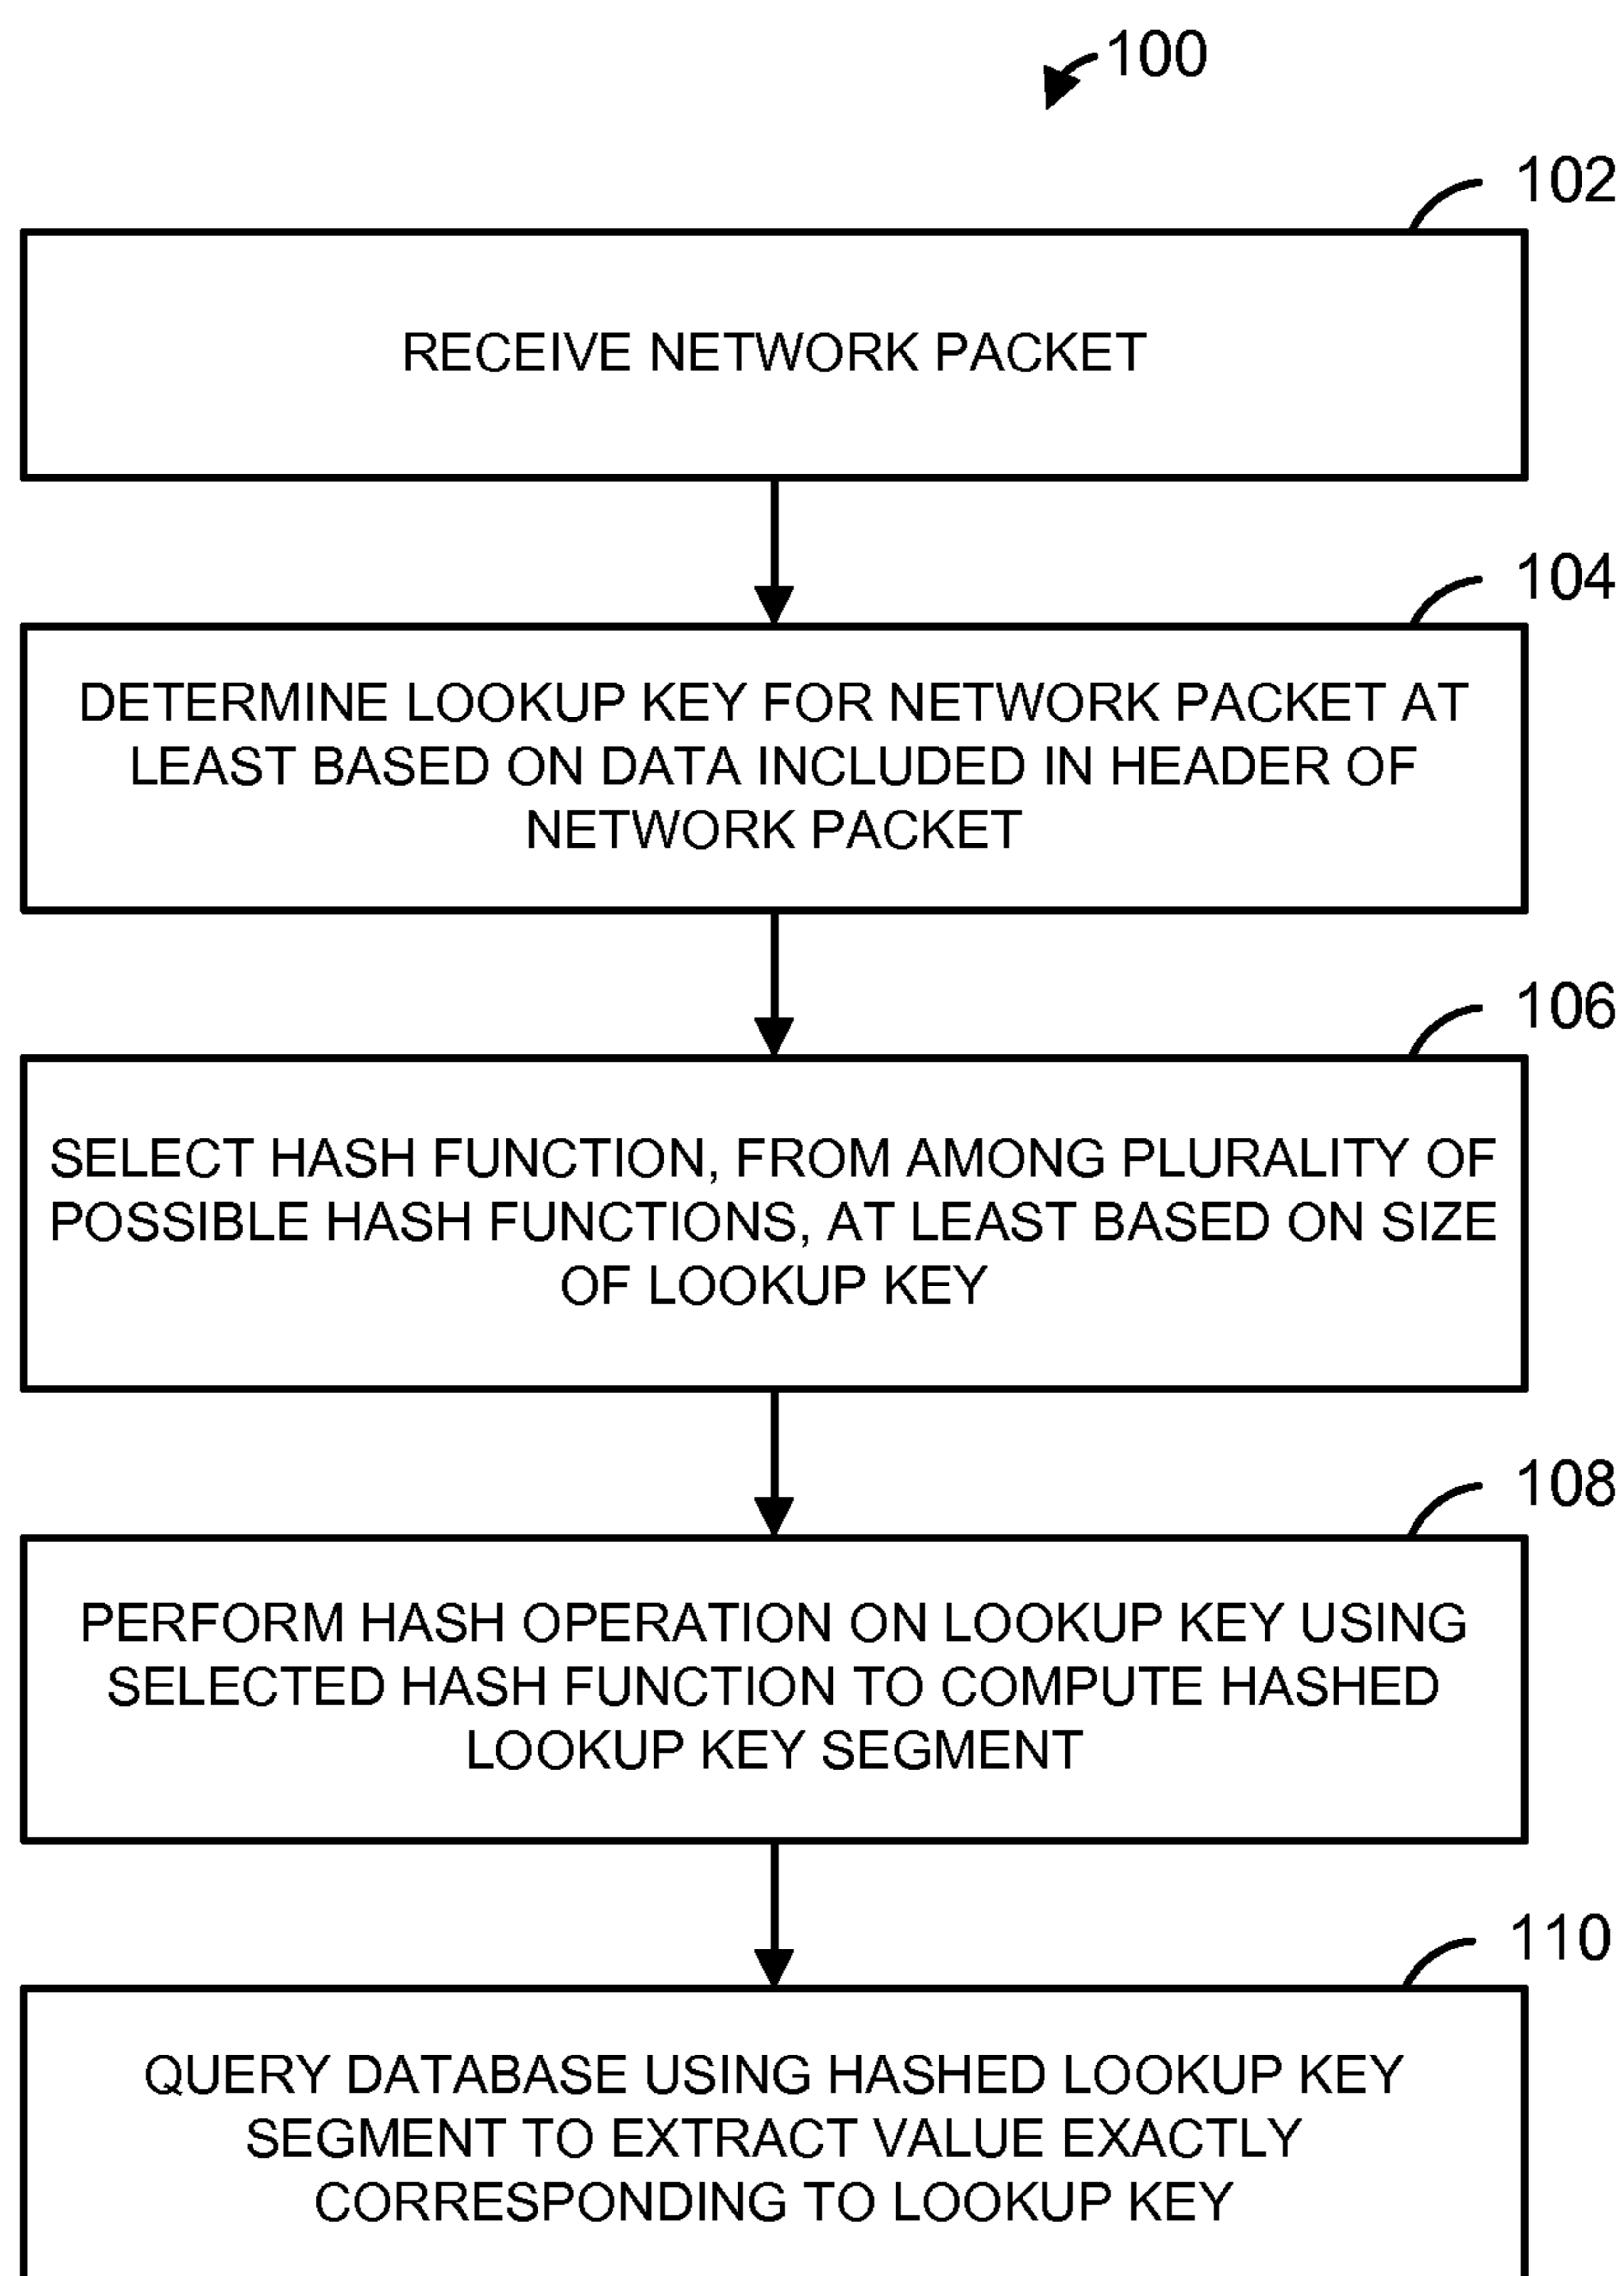 100
102
RECEIVE NETWORK PACKET
104
DETERMINE LOOKUP KEY FOR NETWORK PACKET AT
LEAST BASED ON DATA INCLUDED IN HEADER OF
NETWORK PACKET
106
SELECT HASH FUNCTION, FROM AMONG PLURALITY OF
POSSIBLE HASH FUNCTIONS, AT LEAST BASED ON SIZE
OF LOOKUP KEY
108
PERFORM HASH OPERATION ON LOOKUP KEY USING
SELECTED HASH FUNCTION TO COMPUTE HASHED
LOOKUP KEY SEGMENT
110
QUERY DATABASE USING HASHED LOOKUP KEY
SEGMENT TO EXTRACT VALUE EXACTLY
CORRESPONDING TO LOOKUP KEY